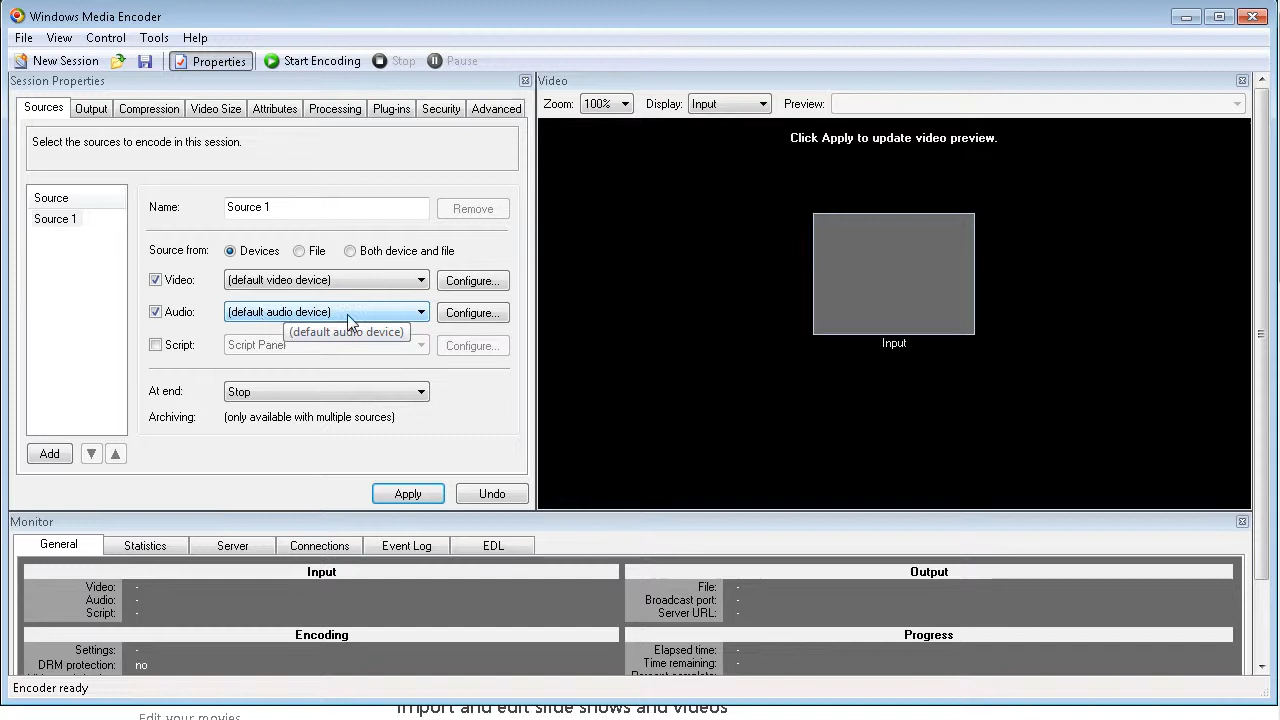 Windows Media Encoder
File View Control Tools Help
New Session Properties Start Encoding Stop Pause
Session Properties
Sources Output Compression Video Size Attributes Processing Plug-ins Security Advanced
Select the sources to encode in this session.
Source
Source 1
Name: Source 1 Remove
Source from: Devices File Both device and file
Video: (default video device) Configure...
Audio: (default audio device) Configure...
(default audio device)
Script: Script Panel Configure...
At end: Stop
Archiving: (only available with multiple sources)
Add
Apply Undo
Video
Zoom: 100% Display: Input Preview:
Click Apply to update video preview.
Input
Monitor
General Statistics Server Connections Event Log EDL
Input
Video: -
Audio: -
Script: -
Output
File: -
Broadcast port: -
Server URL: -
Encoding
Settings: -
DRM protection: no
Progress
Elapsed time: -
Time remaining: -
Percent complete: -
Encoder ready
Edit your movies
Import and edit slide shows and videos